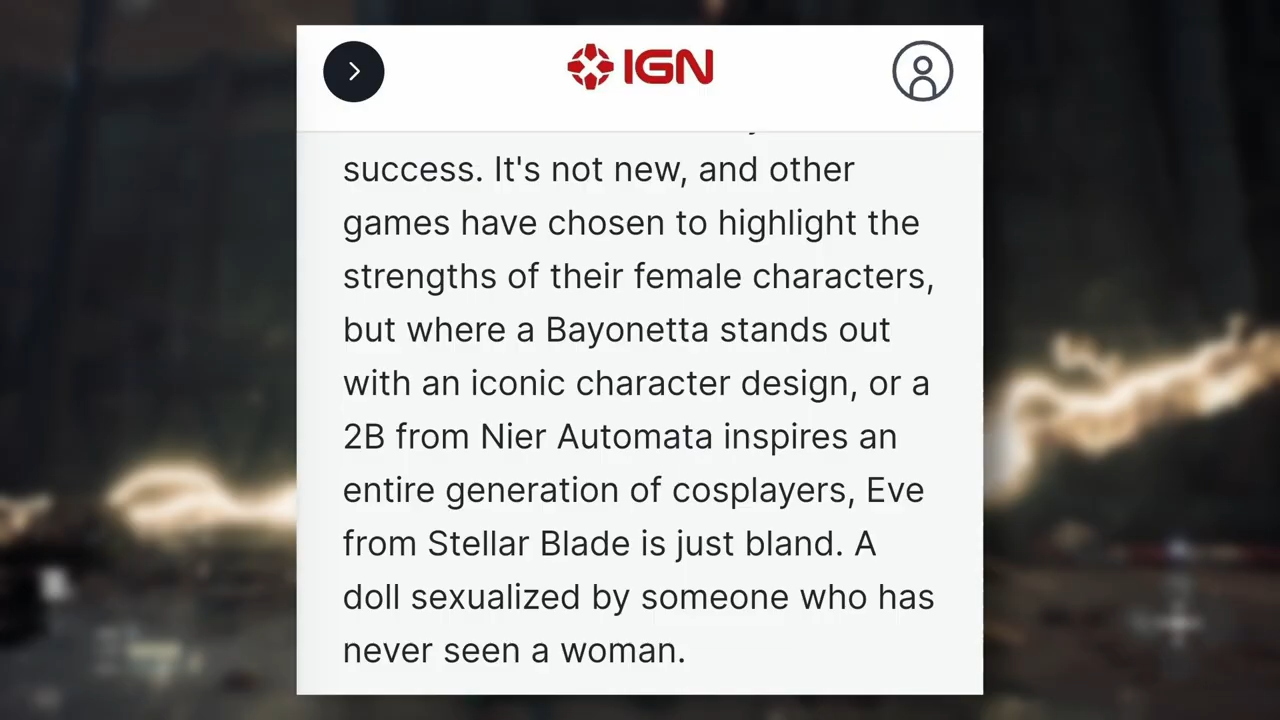 IGN
success. It's not new, and other
games have chosen to highlight the
strengths of their female characters,
but where a Bayonetta stands out
with an iconic character design, or a
2B from Nier Automata inspires an
entire generation of cosplayers, Eve
from Stellar Blade is just bland. A
doll sexualized by someone who has
never seen a woman.